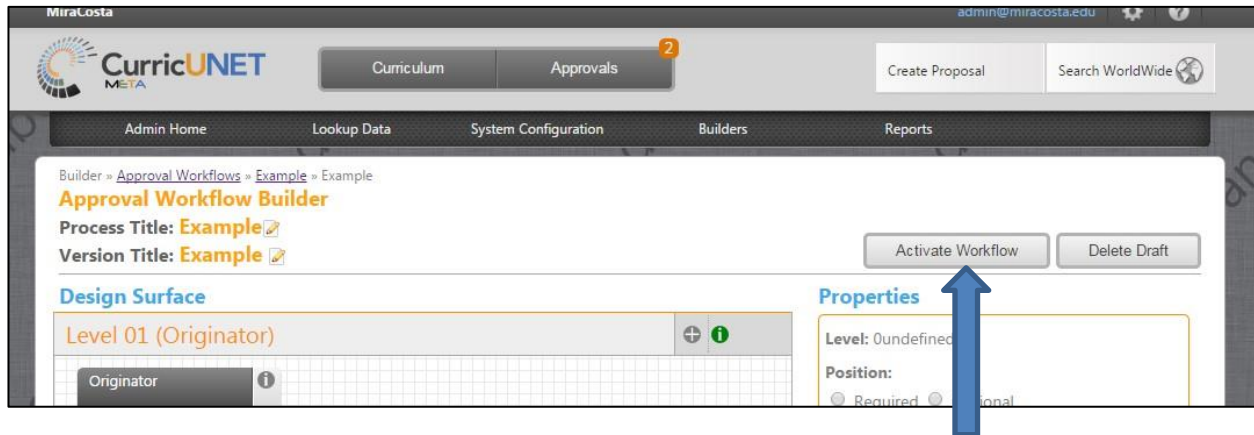 MiraCosta admin@miracosta.edu
CurricUNET
META
Curriculum Approvals 2
Create Proposal Search WorldWide
Admin Home Lookup Data System Configuration Builders Reports
Builder » Approval Workflows » Example » Example
Approval Workflow Builder
Process Title: Example
Version Title: Example
Activate Workflow Delete Draft
Design Surface Properties
Level 01 (Originator)
Level: 0undefined
Originator
Position:
Required